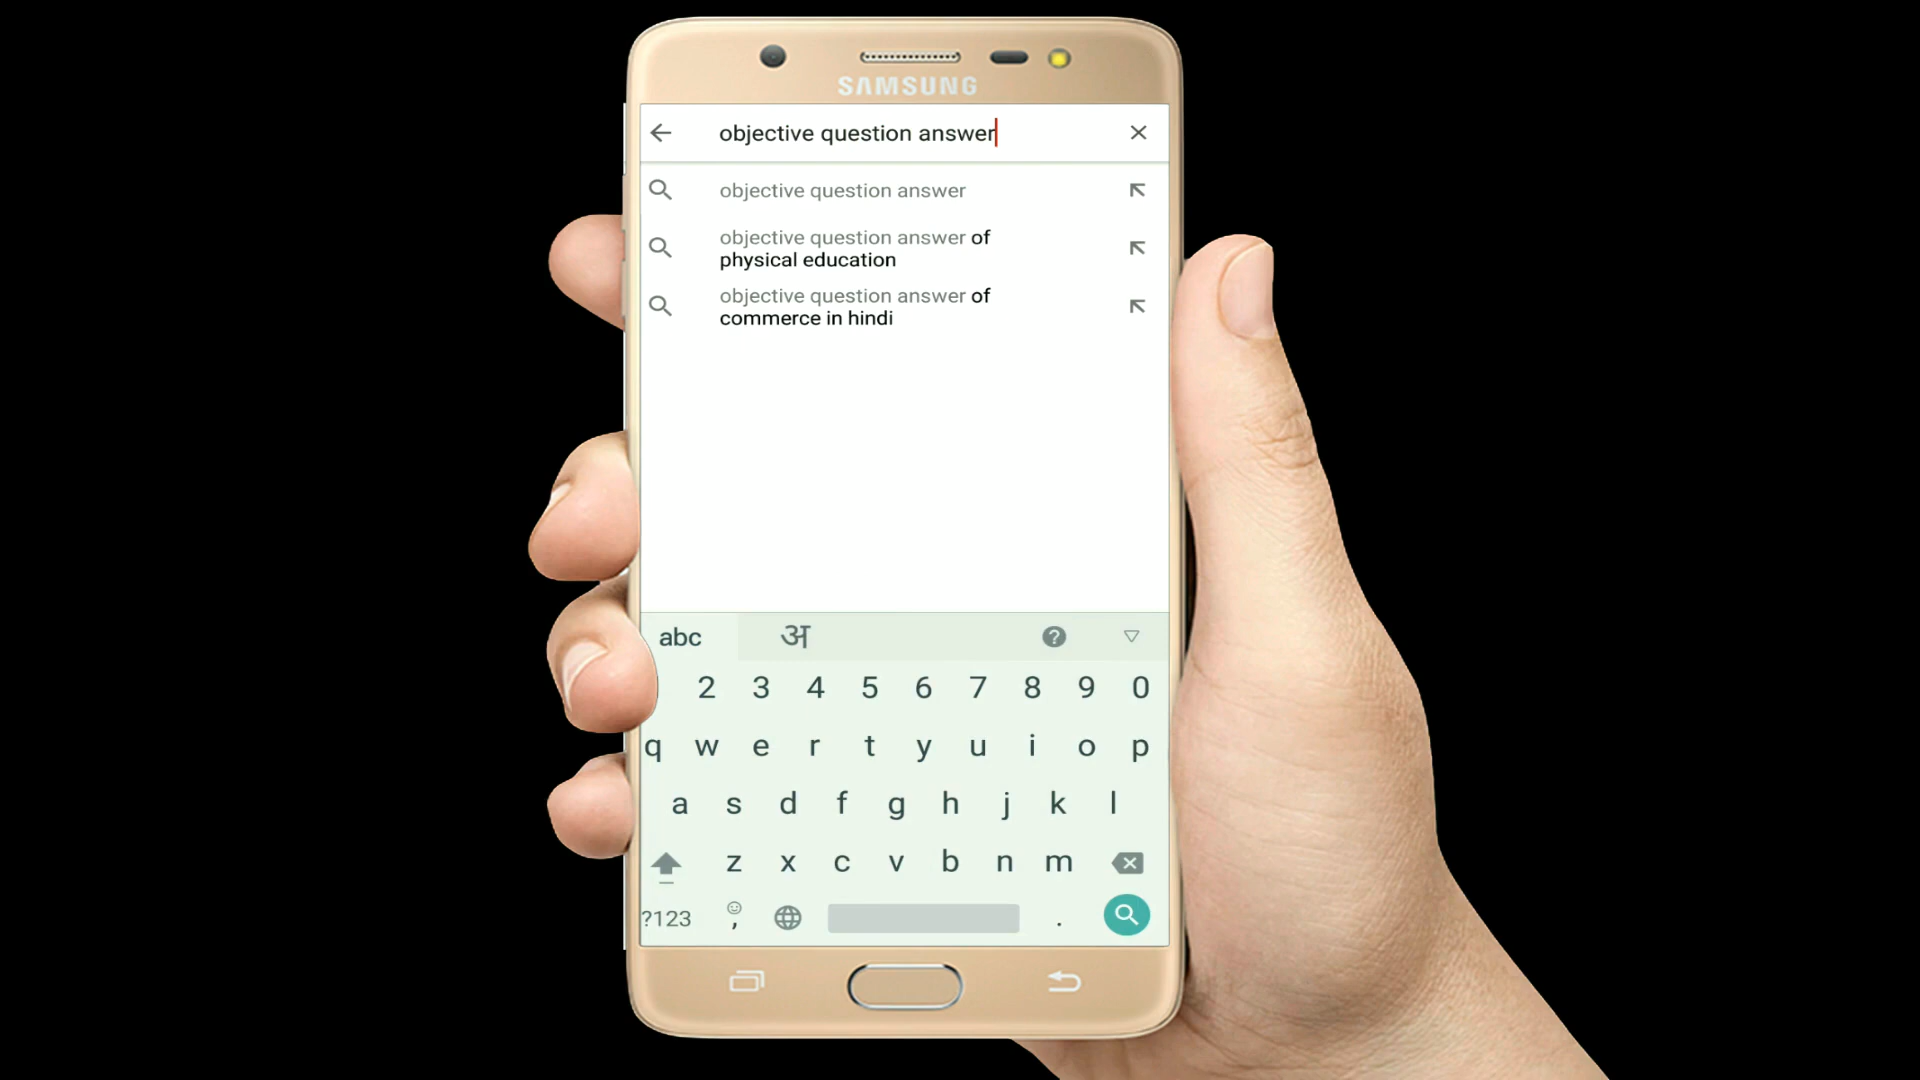 SAMSUNG
objective question answer
objective question answer
objective question answer of
physical education
objective question answer of
commerce in hindi
abc अ
2 3 4 5 6 7 8 9 0
q w e r t y u i o p
a s d f g h j k l
z x c v b n m
?123 , .